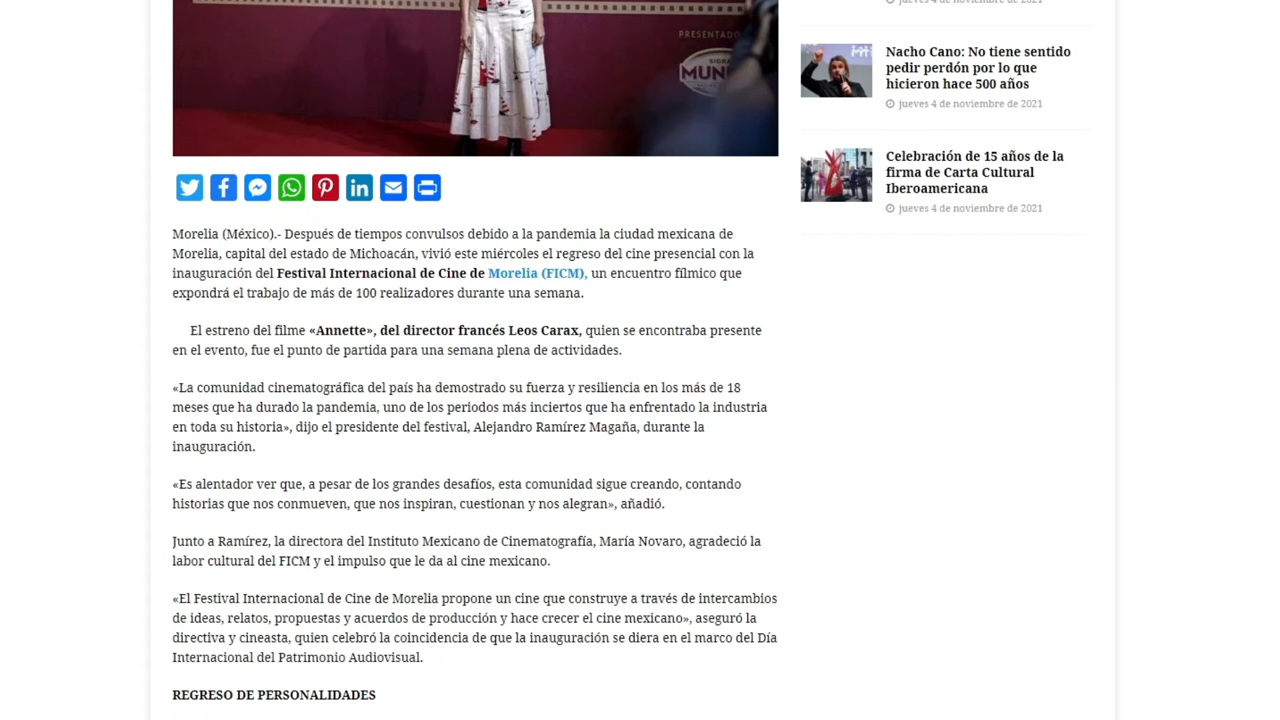 PRESENTADO
MUN
Morelia (México).- Después de tiempos convulsos debido a la pandemia la ciudad mexicana de
Morelia, capital del estado de Michoacán, vivió este miércoles el regreso del cine presencial con la
inauguración del Festival Internacional de Cine de Morelia (FICM), un encuentro fílmico que
expondrá el trabajo de más de 100 realizadores durante una semana.
El estreno del filme «Annette», del director francés Leos Carax, quien se encontraba presente
en el evento, fue el punto de partida para una semana plena de actividades.
«La comunidad cinematográfica del país ha demostrado su fuerza y resiliencia en los más de 18
meses que ha durado la pandemia, uno de los periodos más inciertos que ha enfrentado la industria
en toda su historia», dijo el presidente del festival, Alejandro Ramírez Magaña, durante la
inauguración.
«Es alentador ver que, a pesar de los grandes desafíos, esta comunidad sigue creando, contando
historias que nos conmueven, que nos inspiran, cuestionan y nos alegran», añadió.
Junto a Ramírez, la directora del Instituto Mexicano de Cinematografía, María Novaro, agradeció la
labor cultural del FICM y el impulso que le da al cine mexicano.
«El Festival Internacional de Cine de Morelia propone un cine que construye a través de intercambios
de ideas, relatos, propuestas y acuerdos de producción y hace crecer el cine mexicano», aseguró la
directiva y cineasta, quien celebró la coincidencia de que la inauguración se diera en el marco del Día
Internacional del Patrimonio Audiovisual.
REGRESO DE PERSONALIDADES
jueves 4 de noviembre de 2021
Nacho Cano: No tiene sentido
pedir perdón por lo que
hicieron hace 500 años
jueves 4 de noviembre de 2021
Celebración de 15 años de la
firma de Carta Cultural
Iberoamericana
jueves 4 de noviembre de 2021